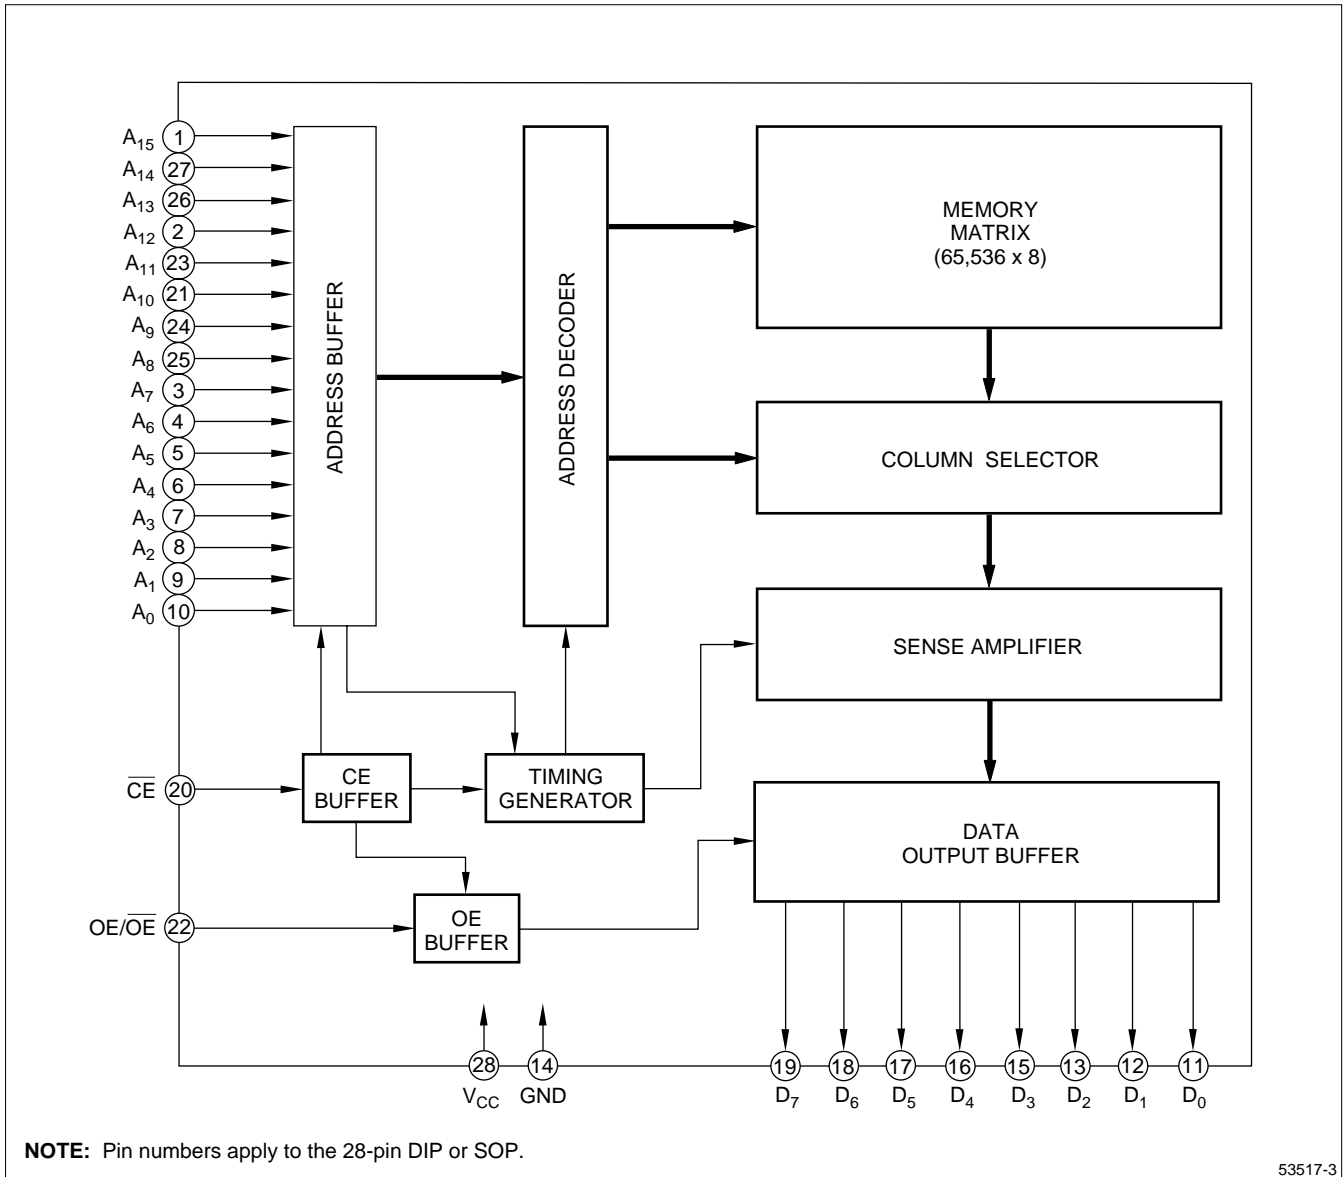 A15 1
A14 27
A13 26
A12 2
A11 23
A10 21
A9 24
A8 25
A7 3
A6 4
A5 5
A4 6
A3 7
A2 8
A1 9
A0 10
ADDRESS BUFFER
ADDRESS DECODER
MEMORY
MATRIX
(65,536 x 8)
COLUMN SELECTOR
SENSE AMPLIFIER
CE 20
CE
BUFFER
TIMING
GENERATOR
DATA
OUTPUT BUFFER
OE/OE 22
OE
BUFFER
28 14 19 18 17 16 15 13 12 11
VCC GND D7 D6 D5 D4 D3 D2 D1 D0
NOTE: Pin numbers apply to the 28-pin DIP or SOP.
53517-3